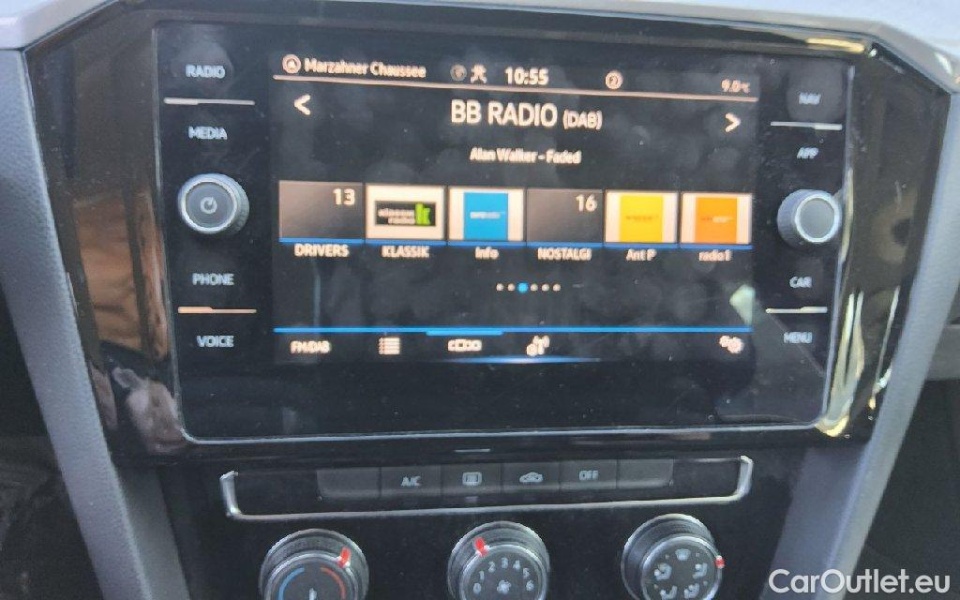 RADIO
MEDIA
PHONE
VOICE
Marzahner Chaussee 10:55 9.0°C
< BB RADIO (DAB) >
Alan Walker - Faded
13 16
DRIVERS KLASSIK Info NOSTALGI Ant P radio1
FM/DAB
NAV
APP
CAR
MENU
A/C OFF
CarOutlet.eu